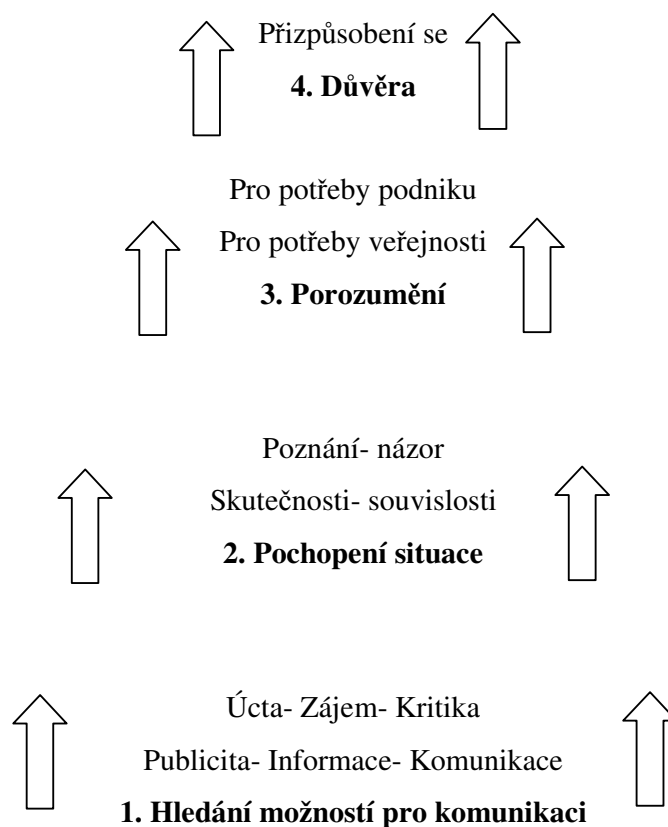 Přizpůsobení se
4. Důvěra
Pro potřeby podniku
Pro potřeby veřejnosti
3. Porozumění
Poznání- názor
Skutečnosti- souvislosti
2. Pochopení situace
Úcta- Zájem- Kritika
Publicita- Informace- Komunikace
1. Hledání možností pro komunikaci